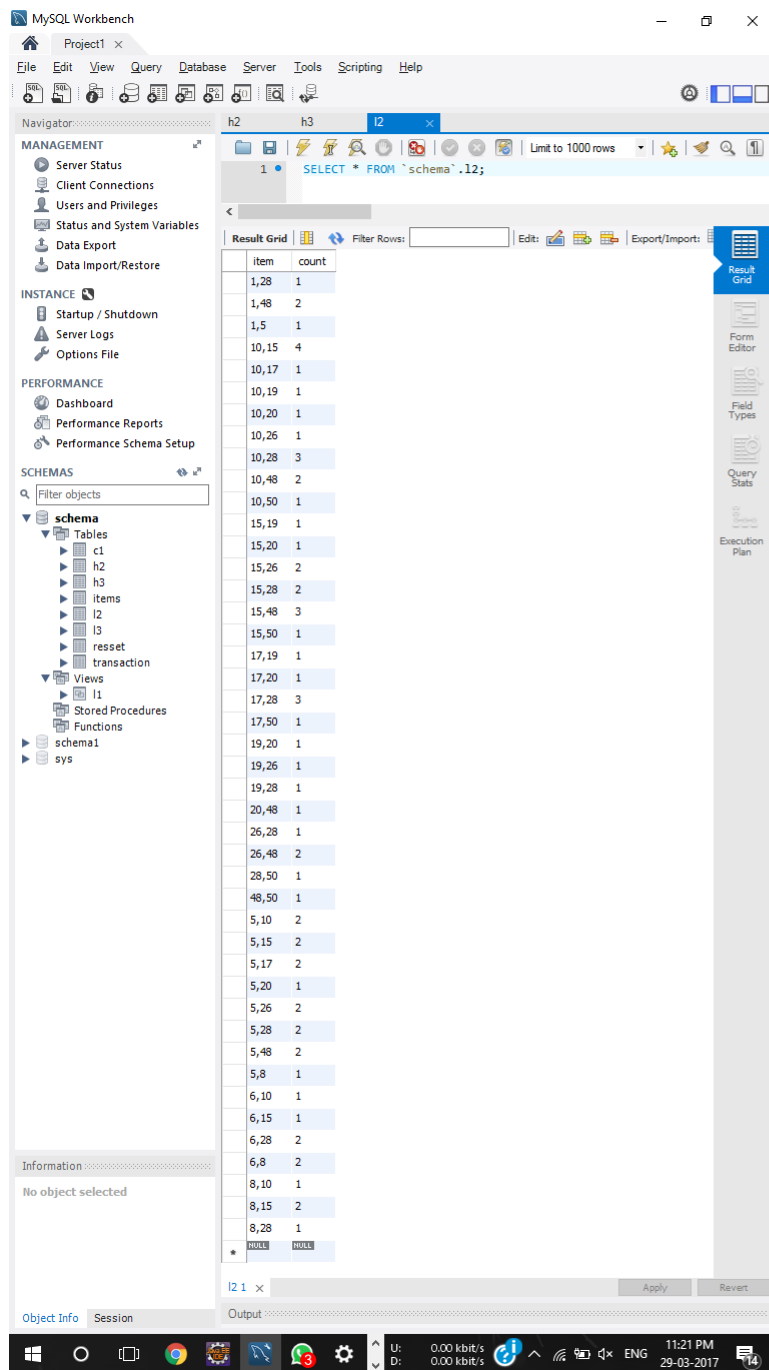 MySQL Workbench
Project1
File Edit View Query Database Server Tools Scripting Help
Navigator
MANAGEMENT
Server Status
Client Connections
Users and Privileges
Status and System Variables
Data Export
Data Import/Restore
INSTANCE
Startup / Shutdown
Server Logs
Options File
PERFORMANCE
Dashboard
Performance Reports
Performance Schema Setup
SCHEMAS
Filter objects
schema
Tables
c1
h2
h3
items
l2
l3
resset
transaction
Views
l1
Stored Procedures
Functions
schema1
sys
Information
No object selected
Object Info Session
h2 h3 l2
Limit to 1000 rows
1 SELECT * FROM `schema`.l2;
Result Grid Filter Rows: Edit: Export/Import:
item count
1,28 1
1,48 2
1,5 1
10,15 4
10,17 1
10,19 1
10,20 1
10,26 1
10,28 3
10,48 2
10,50 1
15,19 1
15,20 1
15,26 2
15,28 2
15,48 3
15,50 1
17,19 1
17,20 1
17,28 3
17,50 1
19,20 1
19,26 1
19,28 1
20,48 1
26,28 1
26,48 2
28,50 1
48,50 1
5,10 2
5,15 2
5,17 2
5,20 1
5,26 2
5,28 2
5,48 2
5,8 1
6,10 1
6,15 1
6,28 2
6,8 2
8,10 1
8,15 2
8,28 1
NULL NULL
Result
Grid
Form
Editor
Field
Types
Query
Stats
Execution
Plan
l2 1
Apply Revert
Output
U: 0.00 kbit/s
D: 0.00 kbit/s
3
ENG
11:21 PM
29-03-2017
14